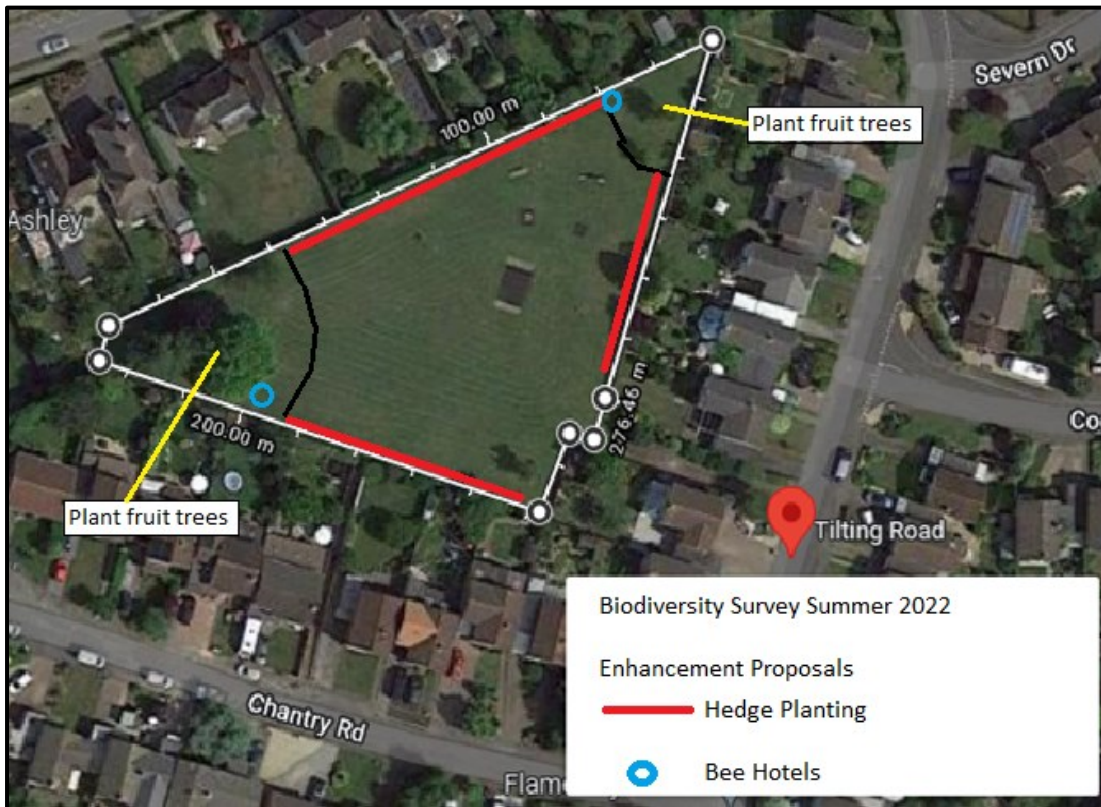 Severn Dr
100.00 m
Plant fruit trees
Ashley
276.46 m
200.00 m
Plant fruit trees
Tilting Road
Chantry Rd
Biodiversity Survey Summer 2022
Enhancement Proposals
Hedge Planting
Bee Hotels